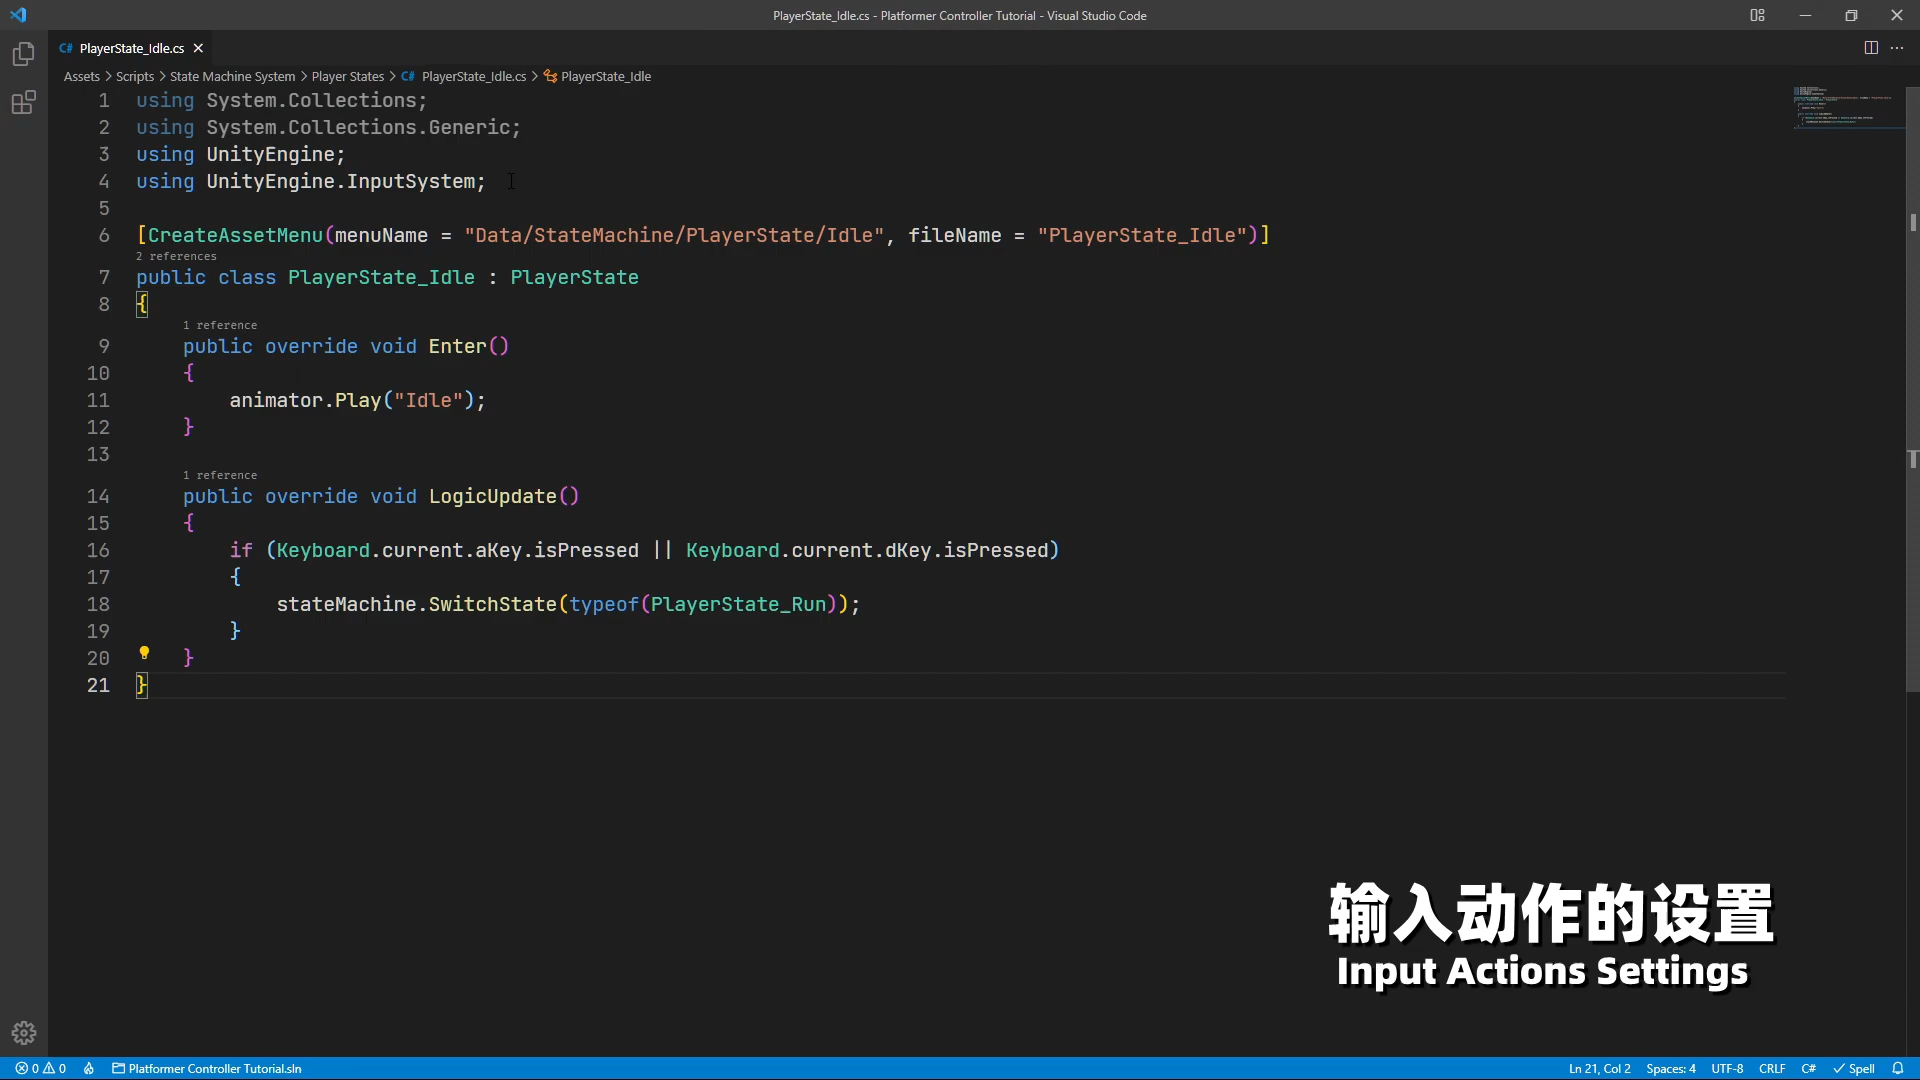 PlayerState_Idle.cs - Platformer Controller Tutorial - Visual Studio Code
C# PlayerState_Idle.cs
Assets > Scripts > State Machine System > Player States > C# PlayerState_Idle.cs > PlayerState_Idle
1 using System.Collections;
2 using System.Collections.Generic;
3 using UnityEngine;
4 using UnityEngine.InputSystem;
5
6 [CreateAssetMenu(menuName = "Data/StateMachine/PlayerState/Idle", fileName = "PlayerState_Idle")]
2 references
7 public class PlayerState_Idle : PlayerState
8 {
1 reference
9 public override void Enter()
10 {
11 animator.Play("Idle");
12 }
13
1 reference
14 public override void LogicUpdate()
15 {
16 if (Keyboard.current.aKey.isPressed || Keyboard.current.dKey.isPressed)
17 {
18 stateMachine.SwitchState(typeof(PlayerState_Run));
19 }
20 }
21 }
输入动作的设置
Input Actions Settings
0 0 Platformer Controller Tutorial.sln Ln 21, Col 2 Spaces: 4 UTF-8 CRLF C# Spell